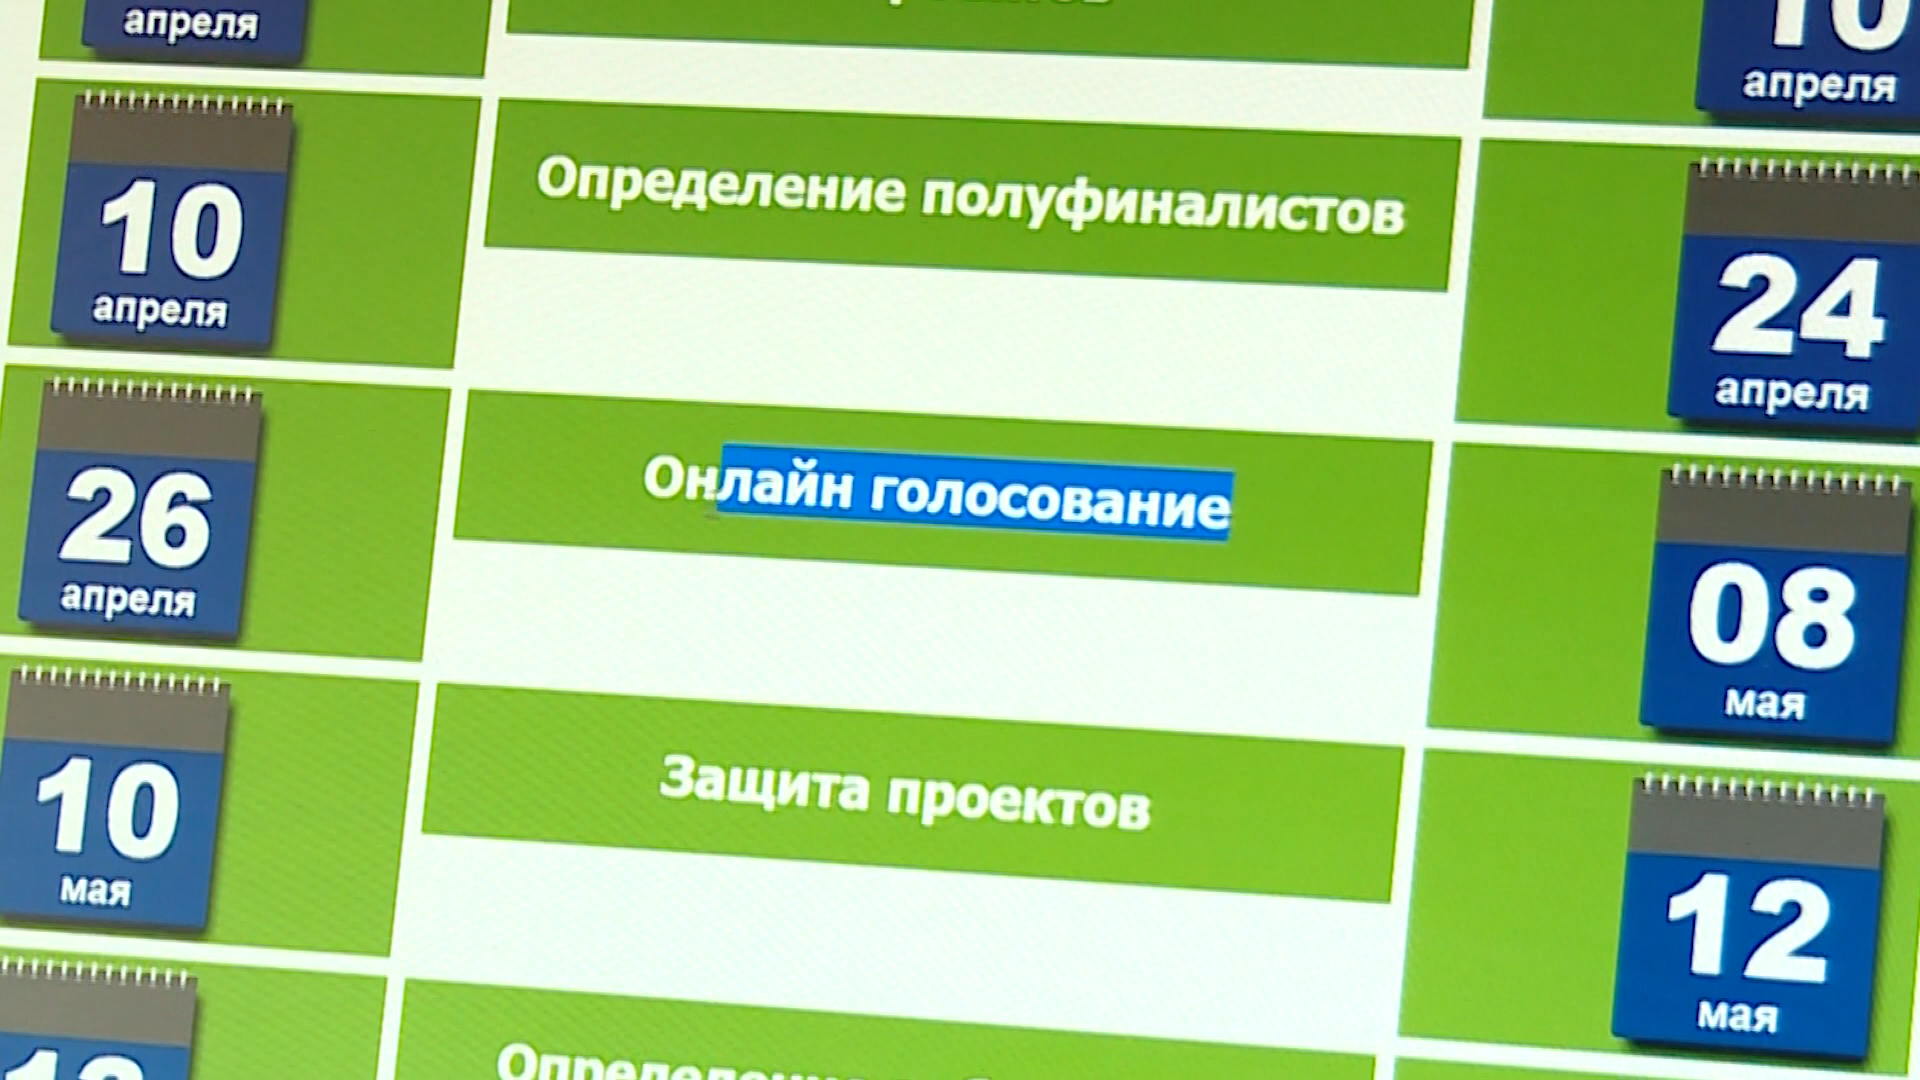 апреля
10
апреля
10
апреля
Определение полуфиналистов
24
апреля
26
апреля
Онлайн голосование
08
мая
10
мая
Защита проектов
12
мая